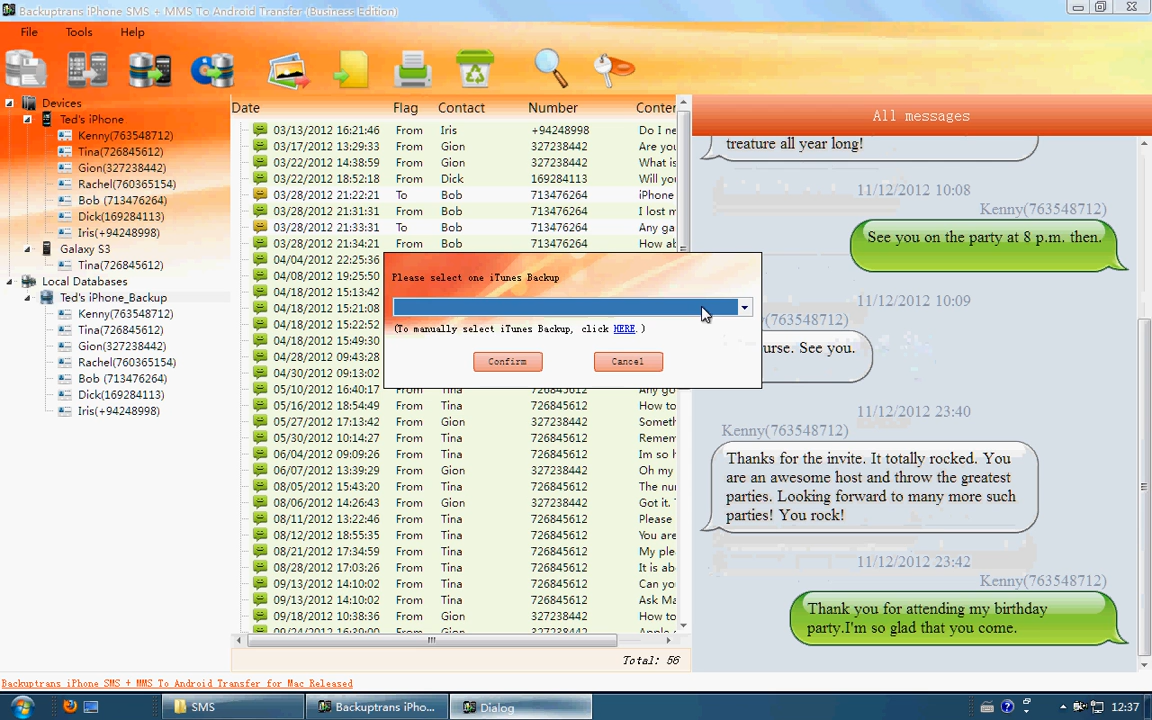 Backuptrans iPhone SMS + MMS To Android Transfer (Business Edition)
File Tools Help
Devices
Ted's iPhone
Kenny(763548712)
Tina(726845612)
Gion(327238442)
Rachel(760365154)
Bob (713476264)
Dick(169284113)
Iris(+94248998)
Galaxy S3
Tina(726845612)
Local Databases
Ted's iPhone_Backup
Kenny(763548712)
Tina(726845612)
Gion(327238442)
Rachel(760365154)
Bob (713476264)
Dick(169284113)
Iris(+94248998)
Date Flag Contact Number Conter
03/13/2012 16:21:46 From Iris +94248998 Do I ne
03/17/2012 13:29:33 From Gion 327238442 Are you
03/22/2012 14:38:59 From Gion 327238442 What is
03/22/2012 18:52:18 From Dick 169284113 Will you
03/28/2012 21:22:21 To Bob 713476264 iPhone
03/28/2012 21:31:31 From Bob 713476264 I lost m
03/28/2012 21:33:31 To Bob 713476264 Any ga
03/28/2012 21:34:21 From Bob 713476264 How ab
04/04/2012 22:25:36
04/08/2012 19:25:50
04/18/2012 15:13:42
04/18/2012 15:21:08
04/18/2012 15:22:52
04/18/2012 15:49:30
04/28/2012 09:43:28
04/30/2012 09:13:02
05/10/2012 16:40:17 From Tina 726845612 Any go
05/16/2012 18:54:49 From Tina 726845612 How to
05/27/2012 17:13:42 From Gion 327238442 Someth
05/30/2012 10:14:27 From Tina 726845612 Remem
06/04/2012 09:09:26 From Tina 726845612 Im so h
06/07/2012 13:39:29 From Gion 327238442 Oh my
08/05/2012 15:43:20 From Tina 726845612 The nu
08/06/2012 14:26:43 From Gion 327238442 Got it.
08/11/2012 13:22:46 From Tina 726845612 Please
08/12/2012 18:55:35 From Tina 726845612 You are
08/21/2012 17:34:59 From Tina 726845612 My ple
08/28/2012 17:03:26 From Tina 726845612 It is ab
09/13/2012 14:10:02 From Tina 726845612 Can yo
09/13/2012 14:10:02 From Tina 726845612 Ask Ma
09/18/2012 10:38:36 From Gion 327238442 How to
09/24/2012 16:39:00 From Gion 327238442
Total: 56
Please select one iTunes Backup
(To manually select iTunes Backup, click HERE.)
Confirm Cancel
All messages
treature all year long!
11/12/2012 10:08
Kenny(763548712)
See you on the party at 8 p.m. then.
11/12/2012 10:09
(763548712)
urse. See you.
11/12/2012 23:40
Kenny(763548712)
Thanks for the invite. It totally rocked. You
are an awesome host and throw the greatest
parties. Looking forward to many more such
parties! You rock!
11/12/2012 23:42
Kenny(763548712)
Thank you for attending my birthday
party.I'm so glad that you come.
Backuptrans iPhone SMS + MMS To Android Transfer for Mac Released
SMS
Backuptrans iPho...
Dialog
12:37